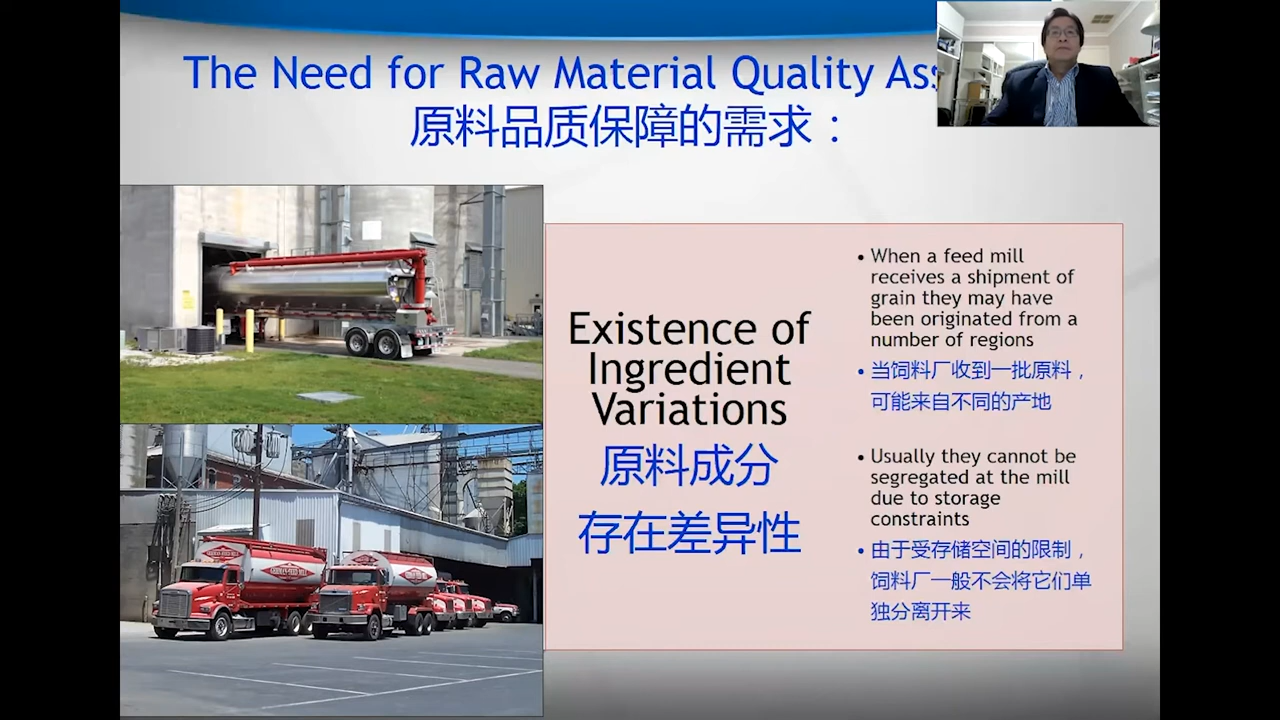 The Need for Raw Material Quality Ass
原料品质保障的需求：
Existence of
Ingredient
Variations
原料成分
存在差异性
• When a feed mill
receives a shipment of
grain they may have
been originated from a
number of regions
• 当饲料厂收到一批原料，
可能来自不同的产地
• Usually they cannot be
segregated at the mill
due to storage
constraints
• 由于受存储空间的限制，
饲料厂一般不会将它们单
独分离开来